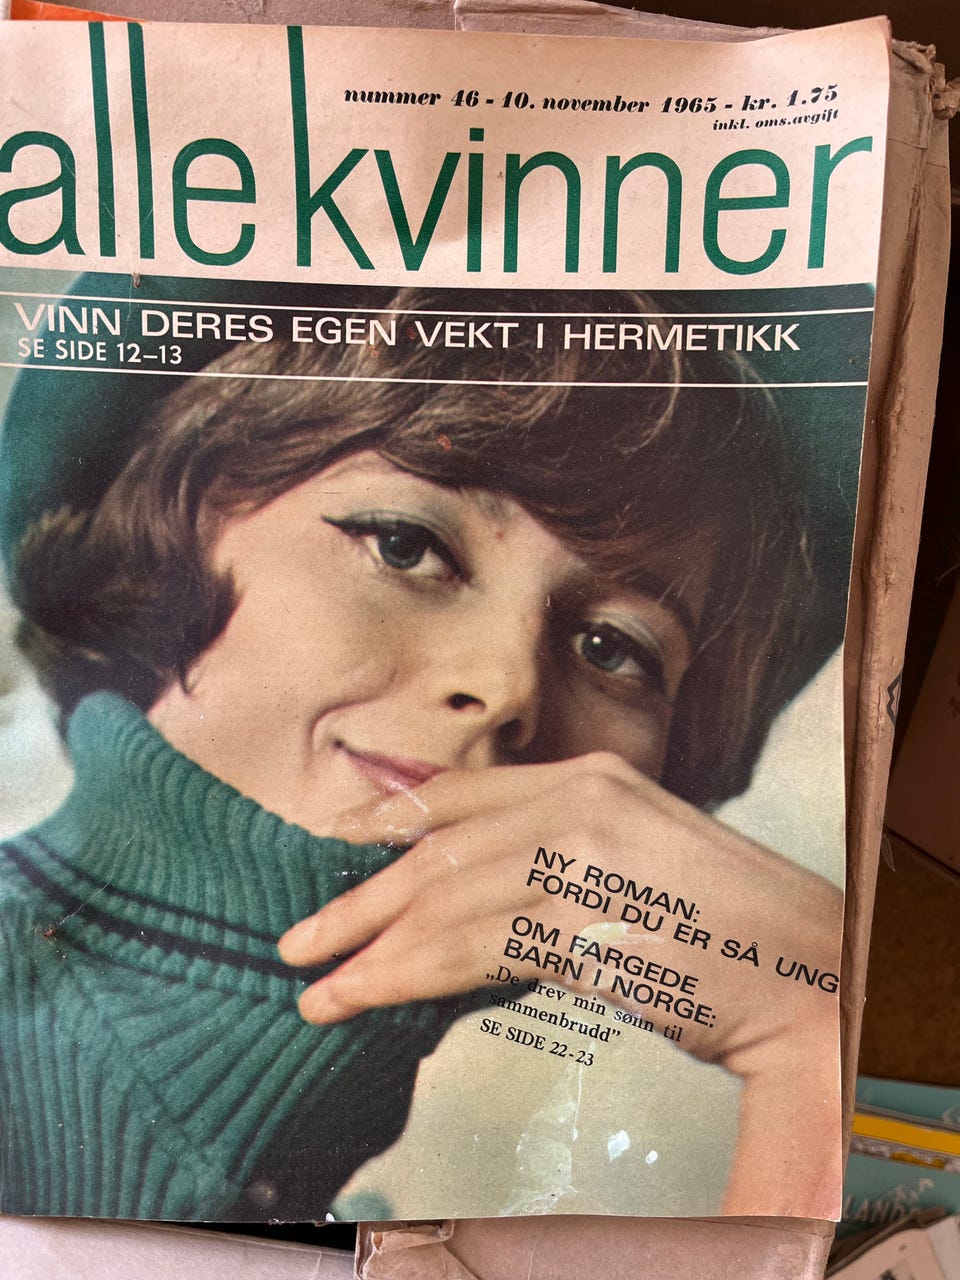 nummer 46 - 10. november 1965 - kr. 1.75
inkl. oms.avgift
alle kvinner
VINN DERES EGEN VEKT I HERMETIKK
SE SIDE 12–13
NY ROMAN:
FORDI DU ER SÅ UNG
OM FARGEDE
BARN I NORGE:
„De drev min sønn til
sammenbrudd”
SE SIDE 22-23
LAND